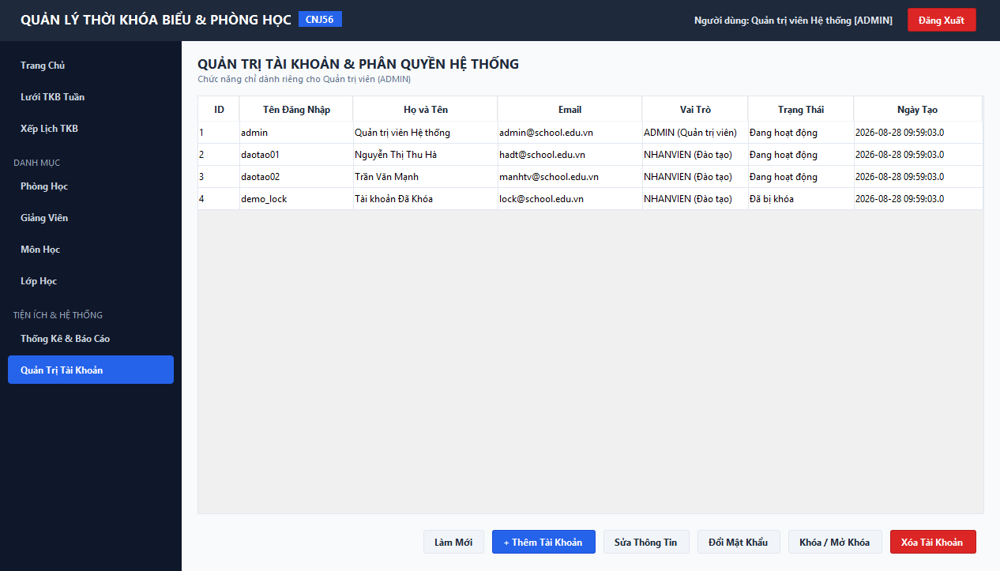 QUẢN LÝ THỜI KHÓA BIỂU & PHÒNG HỌC CNJ56 Người dùng: Quản trị viên Hệ thống [ADMIN] Đăng Xuất
Trang Chủ
Lưới TKB Tuần
Xếp Lịch TKB
DANH MỤC
Phòng Học
Giảng Viên
Môn Học
Lớp Học
TIỆN ÍCH & HỆ THỐNG
Thống Kê & Báo Cáo
Quản Trị Tài Khoản
QUẢN TRỊ TÀI KHOẢN & PHÂN QUYỀN HỆ THỐNG
Chức năng chỉ dành riêng cho Quản trị viên (ADMIN)
ID Tên Đăng Nhập Họ và Tên Email Vai Trò Trạng Thái Ngày Tạo
1 admin Quản trị viên Hệ thống admin@school.edu.vn ADMIN (Quản trị viên) Đang hoạt động 2026-08-28 09:59:03.0
2 daotao01 Nguyễn Thị Thu Hà hadt@school.edu.vn NHANVIEN (Đào tạo) Đang hoạt động 2026-08-28 09:59:03.0
3 daotao02 Trần Văn Mạnh manhtv@school.edu.vn NHANVIEN (Đào tạo) Đang hoạt động 2026-08-28 09:59:03.0
4 demo_lock Tài khoản Đã Khóa lock@school.edu.vn NHANVIEN (Đào tạo) Đã bị khóa 2026-08-28 09:59:03.0
Làm Mới + Thêm Tài Khoản Sửa Thông Tin Đổi Mật Khẩu Khóa / Mở Khóa Xóa Tài Khoản